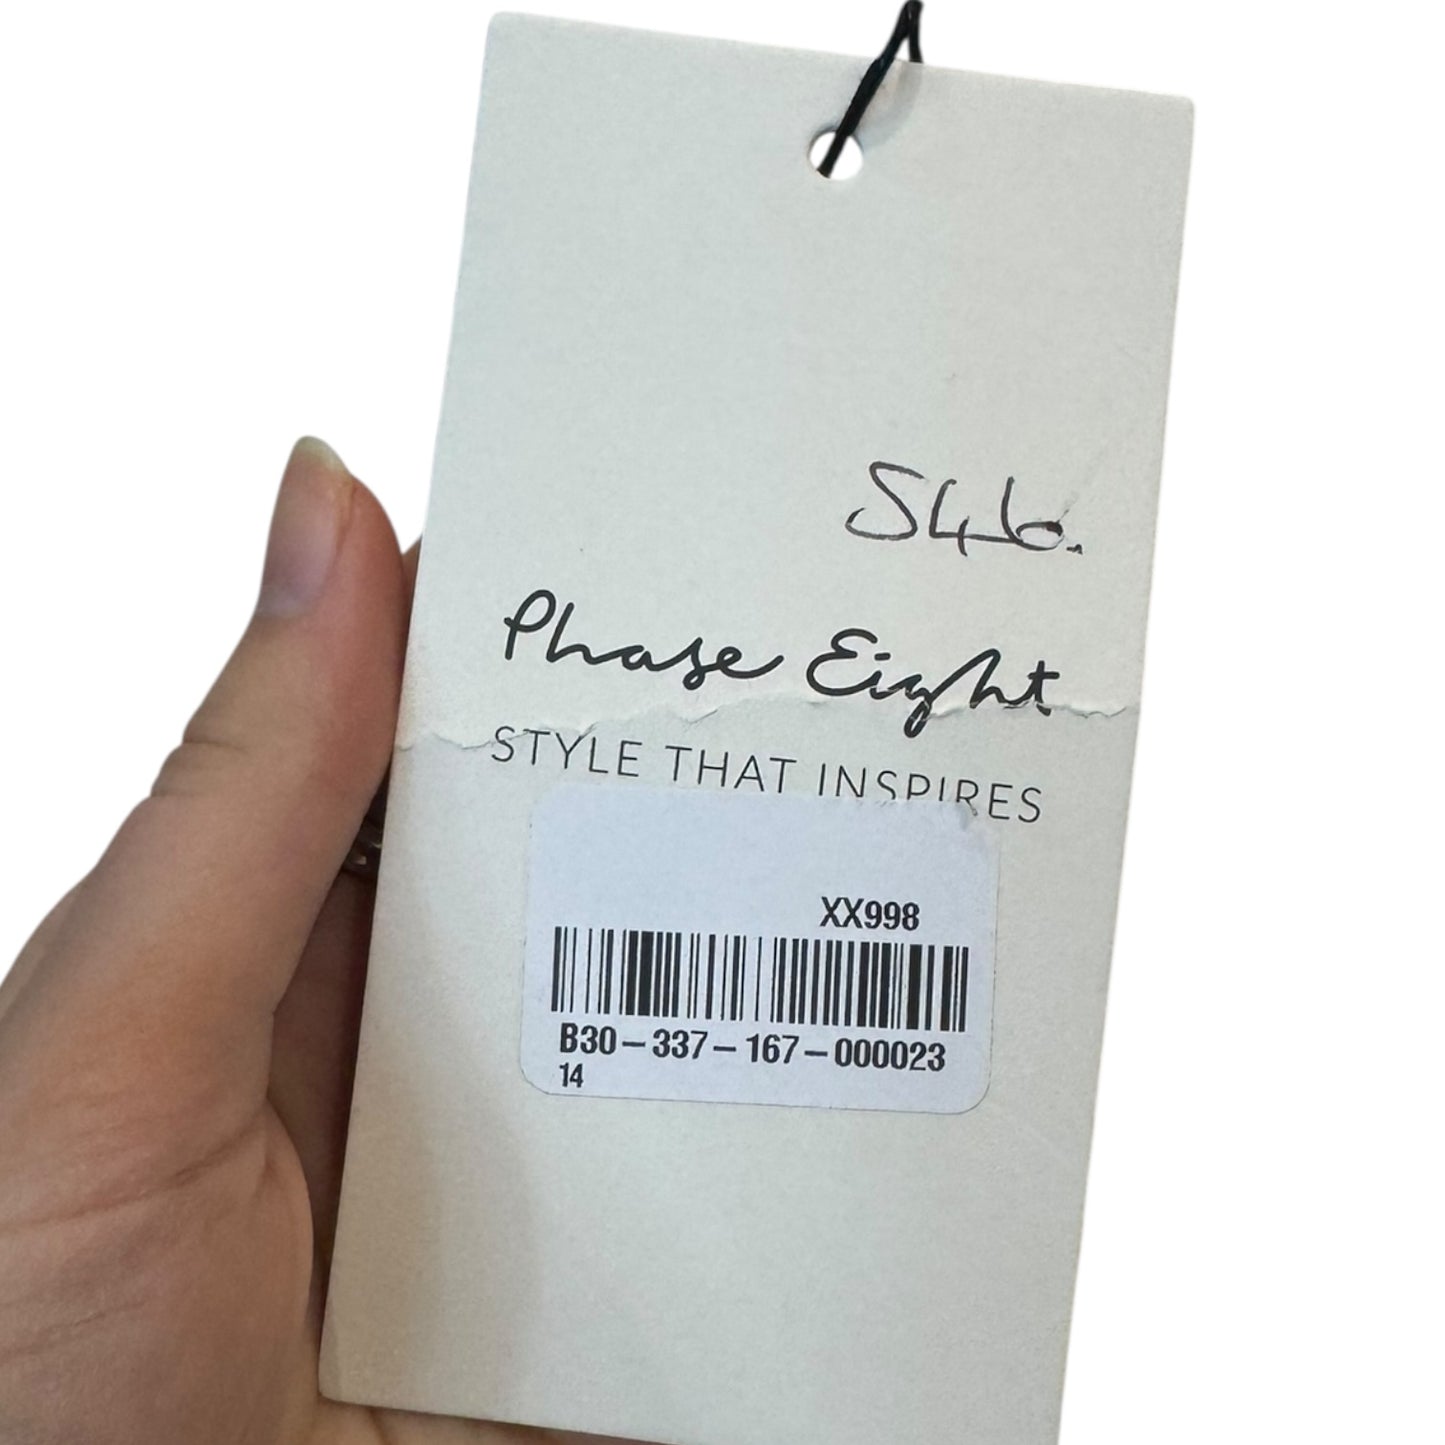 S46.
Phase Eight
STYLE THAT INSPIRES
XX998
B30-337-167-000023
14